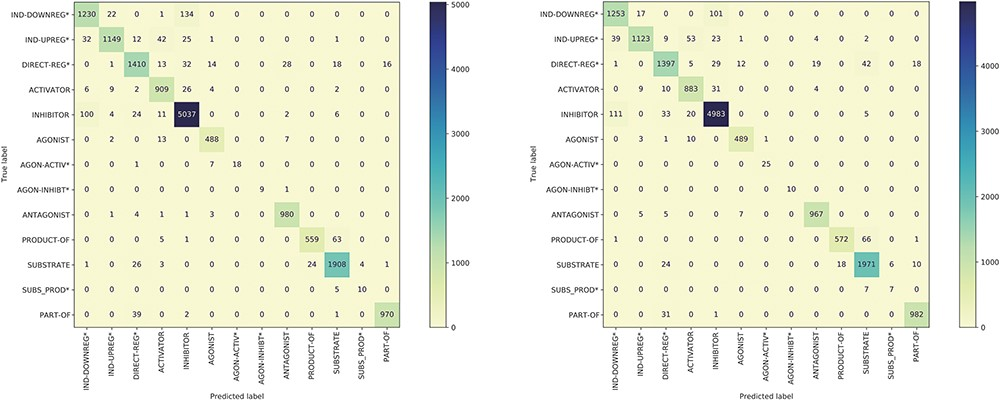 IND-DOWNREG* 1230 22 0 1 134 0 0 0 0 0 0 0 0
IND-UPREG* 32 1149 12 42 25 1 0 0 0 0 1 0 0
DIRECT-REG* 0 1 1410 13 32 14 0 0 28 0 32 0 16
ACTIVATOR 6 9 2 909 26 4 0 0 0 0 2 0 0
INHIBITOR 100 4 24 11 5037 0 0 0 2 0 6 0 0
AGONIST 0 2 0 13 0 488 0 0 7 0 0 0 0
AGON-ACTIV* 0 0 1 0 0 7 18 0 0 0 0 0 0
AGON-INHIBT* 0 0 0 0 0 0 0 9 1 0 0 0 0
ANTAGONIST 0 1 4 1 1 3 0 0 980 0 0 0 0
PRODUCT-OF 0 0 0 5 1 0 0 0 0 559 63 0 0
SUBSTRATE 1 0 26 3 0 0 0 0 0 24 1908 4 1
SUBS_PROD* 0 0 0 0 0 0 0 0 0 0 5 10 0
PART-OF 0 0 39 0 2 0 0 0 0 0 1 0 970
True label
IND-DOWNREG* IND-UPREG* DIRECT-REG* ACTIVATOR INHIBITOR AGONIST AGON-ACTIV* AGON-INHIBT* ANTAGONIST PRODUCT-OF SUBSTRATE SUBS_PROD* PART-OF
Predicted label
5000
4000
3000
2000
1000
0
IND-DOWNREG* 1253 17 0 0 101 0 0 0 0 0 0 0 0
IND-UPREG* 39 1123 9 53 23 1 0 0 4 0 2 0 0
DIRECT-REG* 1 0 1397 5 29 12 0 0 19 0 42 0 18
ACTIVATOR 0 9 10 883 31 0 0 0 4 0 0 0 0
INHIBITOR 111 0 33 20 4983 0 0 0 0 0 5 0 0
AGONIST 0 3 1 10 0 489 1 0 0 0 0 0 0
AGON-ACTIV* 0 0 0 0 0 0 25 0 0 0 0 0 0
AGON-INHIBT* 0 0 0 0 0 0 0 10 0 0 0 0 0
ANTAGONIST 0 5 5 0 0 7 0 0 967 0 0 0 0
PRODUCT-OF 1 0 0 0 0 0 0 0 0 572 66 0 1
SUBSTRATE 0 0 24 0 0 0 0 0 0 18 1971 6 10
SUBS_PROD* 0 0 0 0 0 0 0 0 0 0 7 7 0
PART-OF 0 0 31 0 1 0 0 0 0 0 0 0 982
True label
IND-DOWNREG* IND-UPREG* DIRECT-REG* ACTIVATOR INHIBITOR AGONIST AGON-ACTIV* AGON-INHIBT* ANTAGONIST PRODUCT-OF SUBSTRATE SUBS_PROD* PART-OF
Predicted label
4000
3000
2000
1000
0